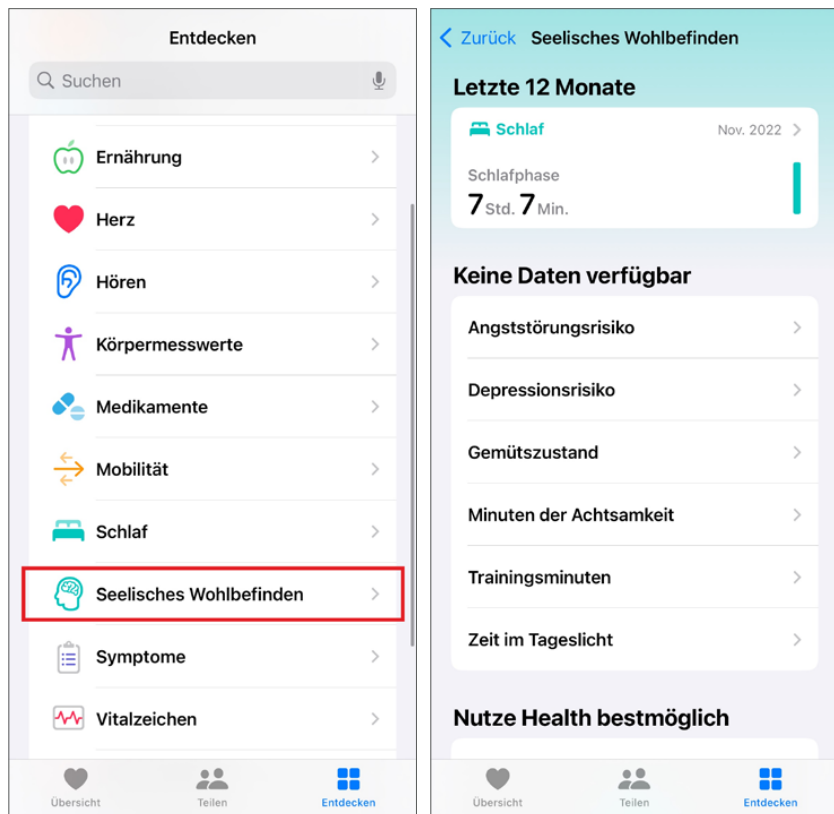 Entdecken
Suchen
Ernährung
Herz
Hören
Körpermesswerte
Medikamente
Mobilität
Schlaf
Seelisches Wohlbefinden
Symptome
Vitalzeichen
Übersicht
Teilen
Entdecken
Zurück Seelisches Wohlbefinden
Letzte 12 Monate
Schlaf Nov. 2022
Schlafphase
7 Std. 7 Min.
Keine Daten verfügbar
Angststörungsrisiko
Depressionsrisiko
Gemütszustand
Minuten der Achtsamkeit
Trainingsminuten
Zeit im Tageslicht
Nutze Health bestmöglich
Übersicht
Teilen
Entdecken